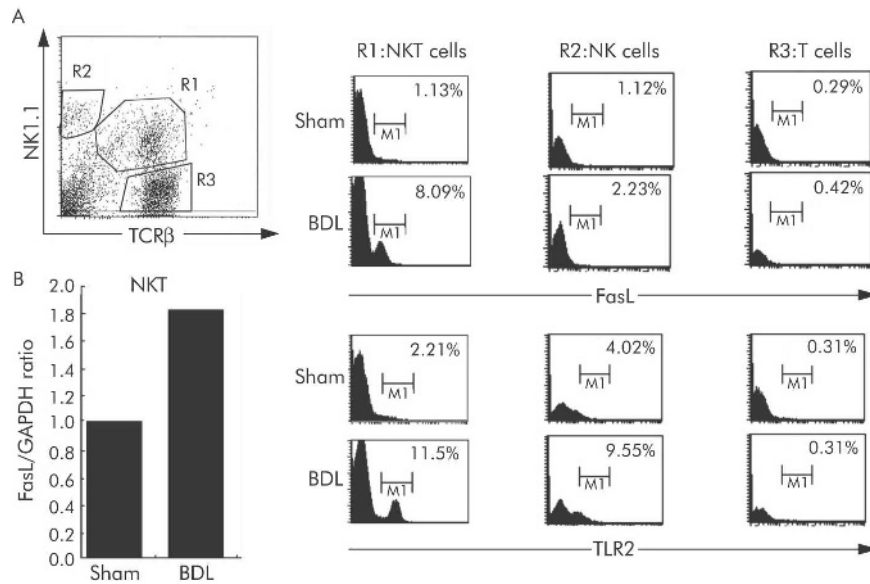 A
R1:NKT cells R2:NK cells R3:T cells
R2
R1
R3
NK1.1
TCRβ
Sham
1.13% 1.12% 0.29%
M1 M1 M1
BDL
8.09% 2.23% 0.42%
M1 M1 M1
FasL
Sham
2.21% 4.02% 0.31%
M1 M1 M1
BDL
11.5% 9.55% 0.31%
M1 M1 M1
TLR2
B
NKT
FasL/GAPDH ratio
2.0
1.8
1.6
1.4
1.2
1.0
0.8
0.6
0.4
0.2
0.0
Sham BDL